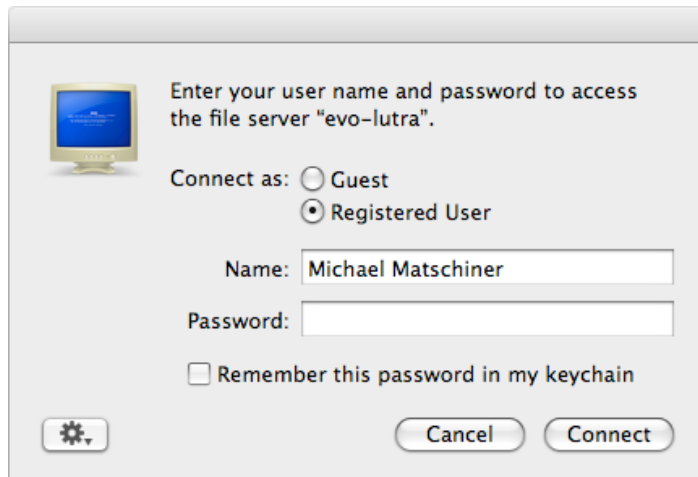 Enter your user name and password to access
the file server “evo-lutra”.
Connect as: Guest
Registered User
Name: Michael Matschiner
Password:
Remember this password in my keychain
Cancel Connect